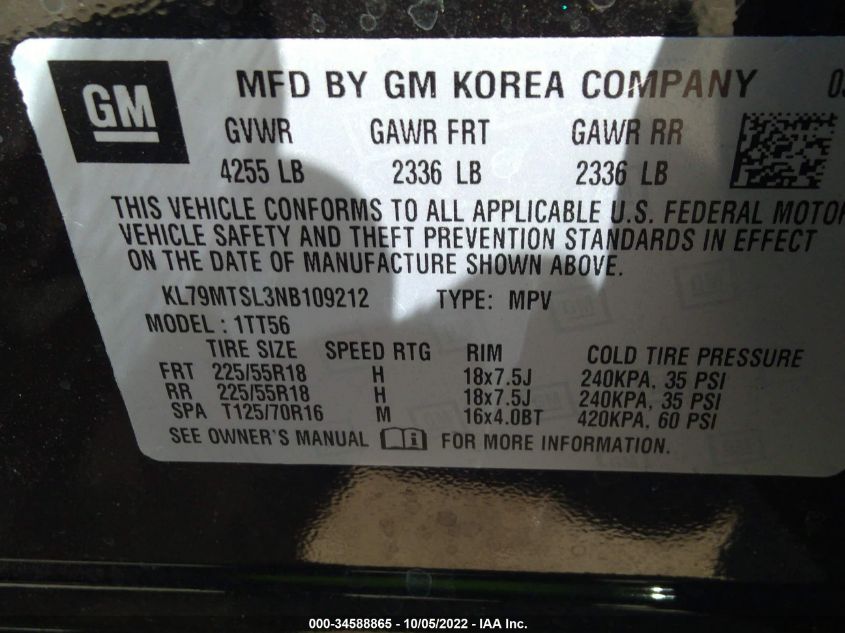 GM MFD BY GM KOREA COMPANY
GVWR GAWR FRT GAWR RR
4255 LB 2336 LB 2336 LB
THIS VEHICLE CONFORMS TO ALL APPLICABLE U.S. FEDERAL MOTOR
VEHICLE SAFETY AND THEFT PREVENTION STANDARDS IN EFFECT
ON THE DATE OF MANUFACTURE SHOWN ABOVE.
KL79MTSL3NB109212 TYPE: MPV
MODEL : 1TT56
TIRE SIZE SPEED RTG RIM COLD TIRE PRESSURE
FRT 225/55R18 H 18x7.5J 240KPA, 35 PSI
RR 225/55R18 H 18x7.5J 240KPA, 35 PSI
SPA T125/70R16 M 16x4.0BT 420KPA, 60 PSI
SEE OWNER'S MANUAL i FOR MORE INFORMATION.
000-34588865 - 10/05/2022 - IAA Inc.